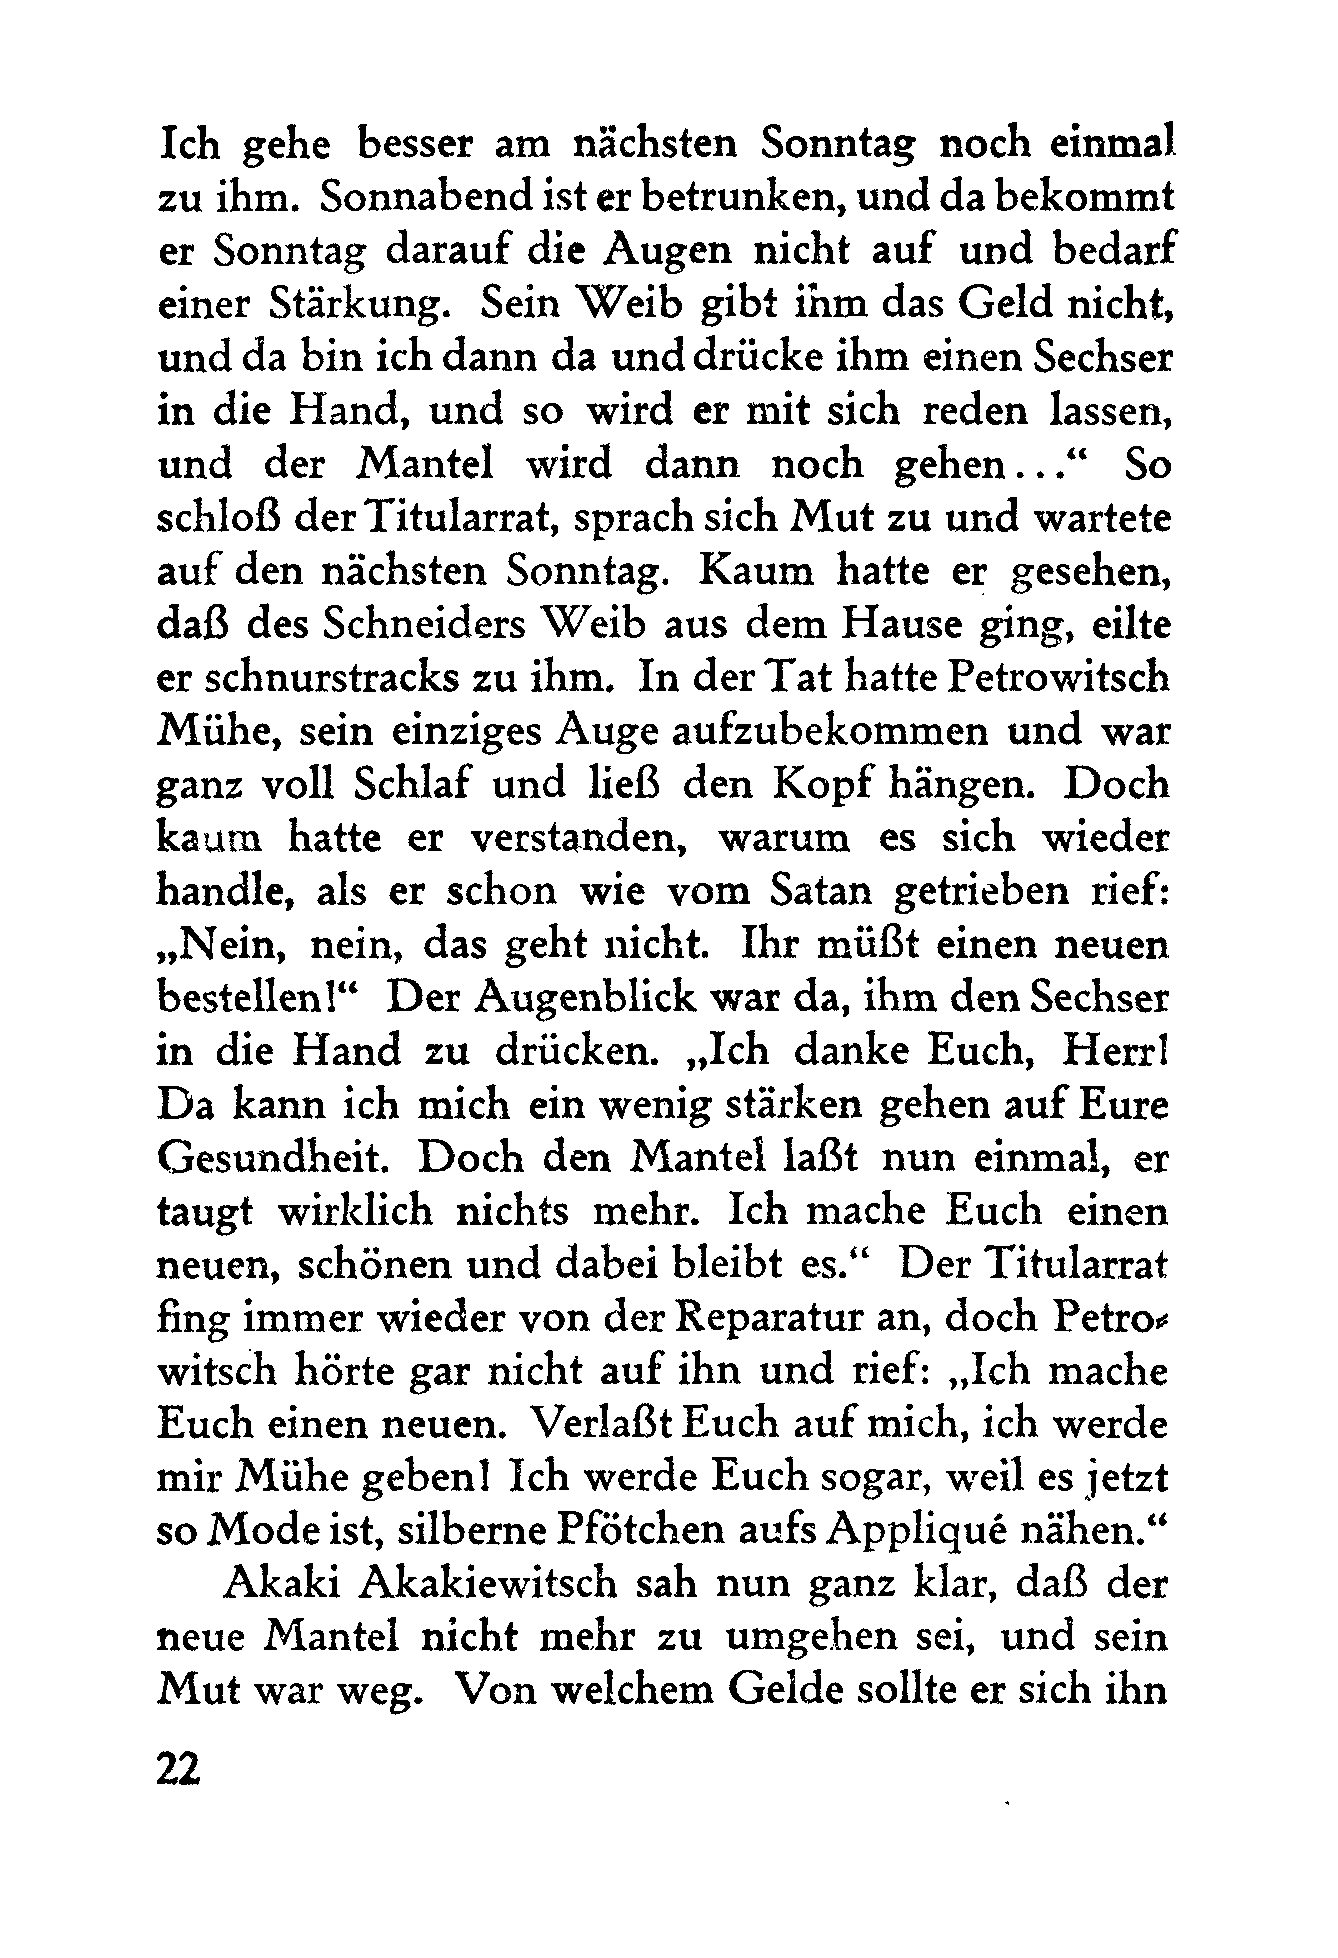 Ich gehe besser am nächsten Sonntag noch einmal
zu ihm. Sonnabend ist er betrunken, und da bekommt
er Sonntag darauf die Augen nicht auf und bedarf
einer Stärkung. Sein Weib gibt ihm das Geld nicht,
und da bin ich dann da und drücke ihm einen Sechser
in die Hand, und so wird er mit sich reden lassen,
und der Mantel wird dann noch gehen...“ So
schloß der Titularrat, sprach sich Mut zu und wartete
auf den nächsten Sonntag. Kaum hatte er gesehen,
daß des Schneiders Weib aus dem Hause ging, eilte
er schnurstracks zu ihm. In der Tat hatte Petrowitsch
Mühe, sein einziges Auge aufzubekommen und war
ganz voll Schlaf und ließ den Kopf hängen. Doch
kaum hatte er verstanden, warum es sich wieder
handle, als er schon wie vom Satan getrieben rief:
„Nein, nein, das geht nicht. Ihr müßt einen neuen
bestellen!“ Der Augenblick war da, ihm den Sechser
in die Hand zu drücken. „Ich danke Euch, Herr!
Da kann ich mich ein wenig stärken gehen auf Eure
Gesundheit. Doch den Mantel laßt nun einmal, er
taugt wirklich nichts mehr. Ich mache Euch einen
neuen, schönen und dabei bleibt es.“ Der Titularrat
fing immer wieder von der Reparatur an, doch Petro-
witsch hörte gar nicht auf ihn und rief: „Ich mache
Euch einen neuen. Verlaßt Euch auf mich, ich werde
mir Mühe geben! Ich werde Euch sogar, weil es jetzt
so Mode ist, silberne Pfötchen aufs Appliqué nähen.“
Akaki Akakiewitsch sah nun ganz klar, daß der
neue Mantel nicht mehr zu umgehen sei, und sein
Mut war weg. Von welchem Gelde sollte er sich ihn
22